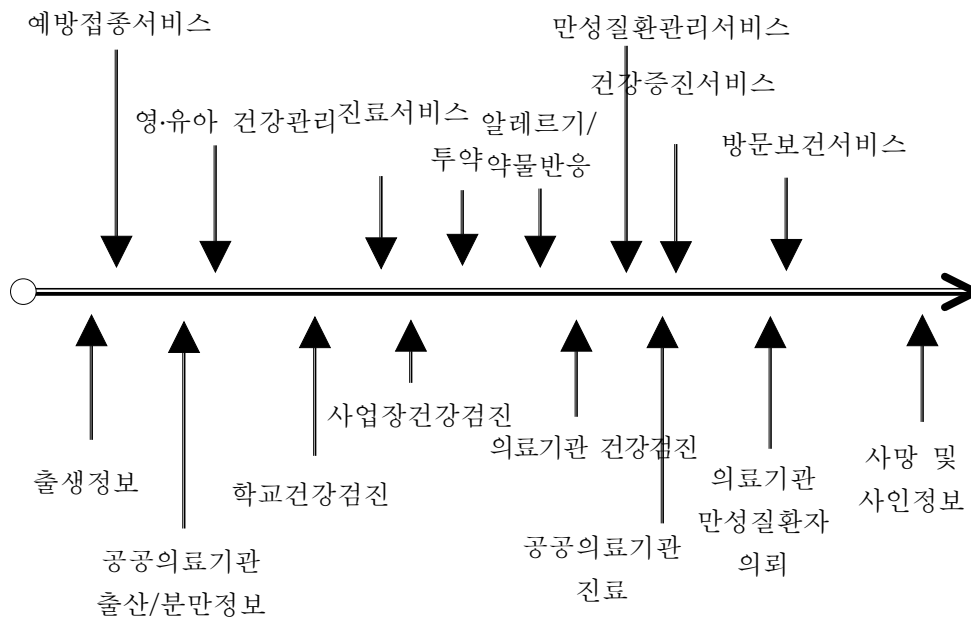 예방접종서비스
만성질환관리서비스
건강증진서비스
영·유아 건강관리
진료서비스
알레르기/
약물반응
투약
방문보건서비스
사업장건강검진
의료기관 건강검진
출생정보
학교건강검진
사망 및
사인정보
의료기관
만성질환자
의뢰
공공의료기관
출산/분만정보
공공의료기관
진료